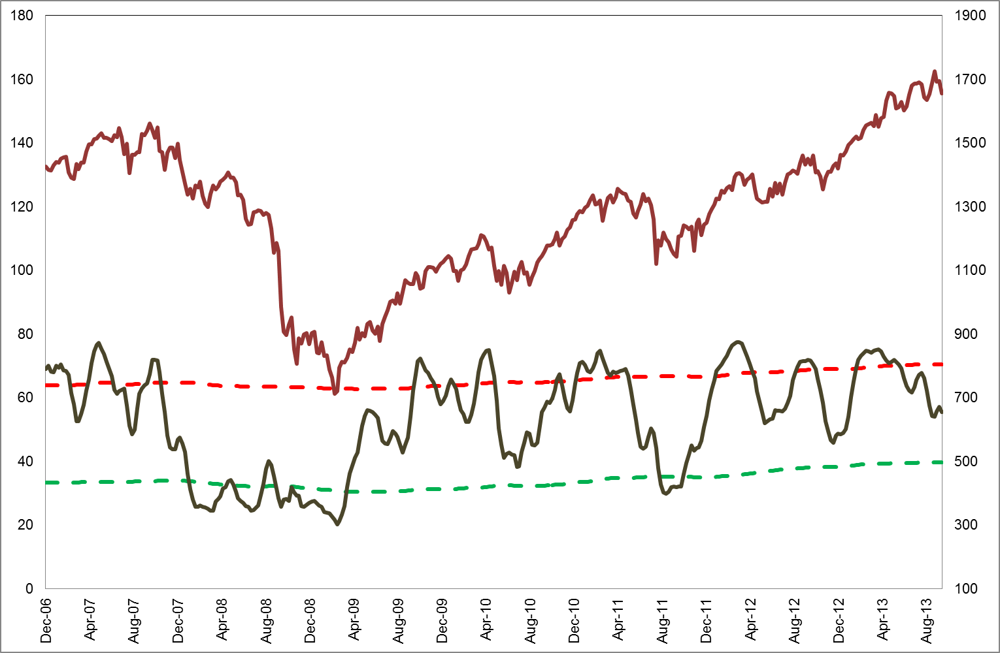 180
160
140
120
100
80
60
40
20
0
1900
1700
1500
1300
1100
900
700
500
300
100
Dec-06
Apr-07
Aug-07
Dec-07
Apr-08
Aug-08
Dec-08
Apr-09
Aug-09
Dec-09
Apr-10
Aug-10
Dec-10
Apr-11
Aug-11
Dec-11
Apr-12
Aug-12
Dec-12
Apr-13
Aug-13